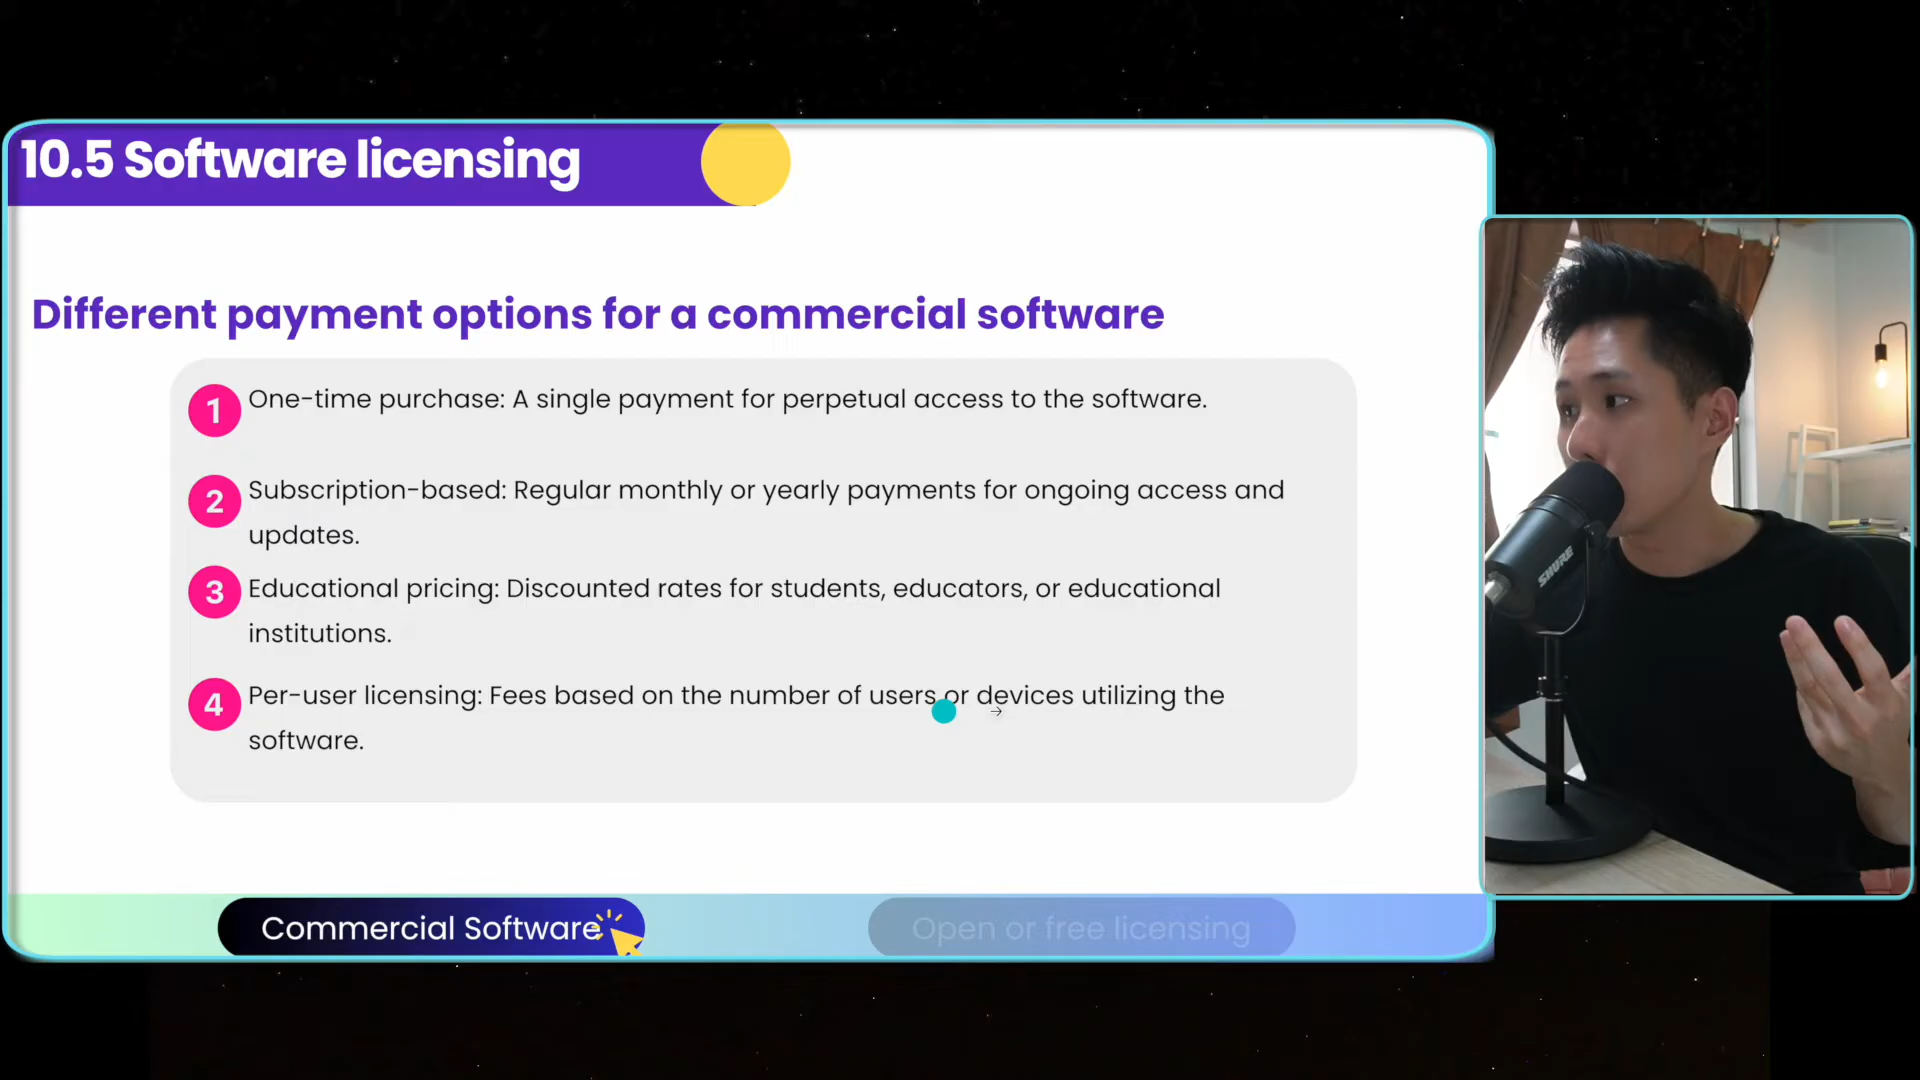 10.5 Software licensing
Different payment options for a commercial software
1 One-time purchase: A single payment for perpetual access to the software.
2 Subscription-based: Regular monthly or yearly payments for ongoing access and
updates.
3 Educational pricing: Discounted rates for students, educators, or educational
institutions.
4 Per-user licensing: Fees based on the number of users or devices utilizing the
software.
SHURE
Commercial Software
Open or free licensing